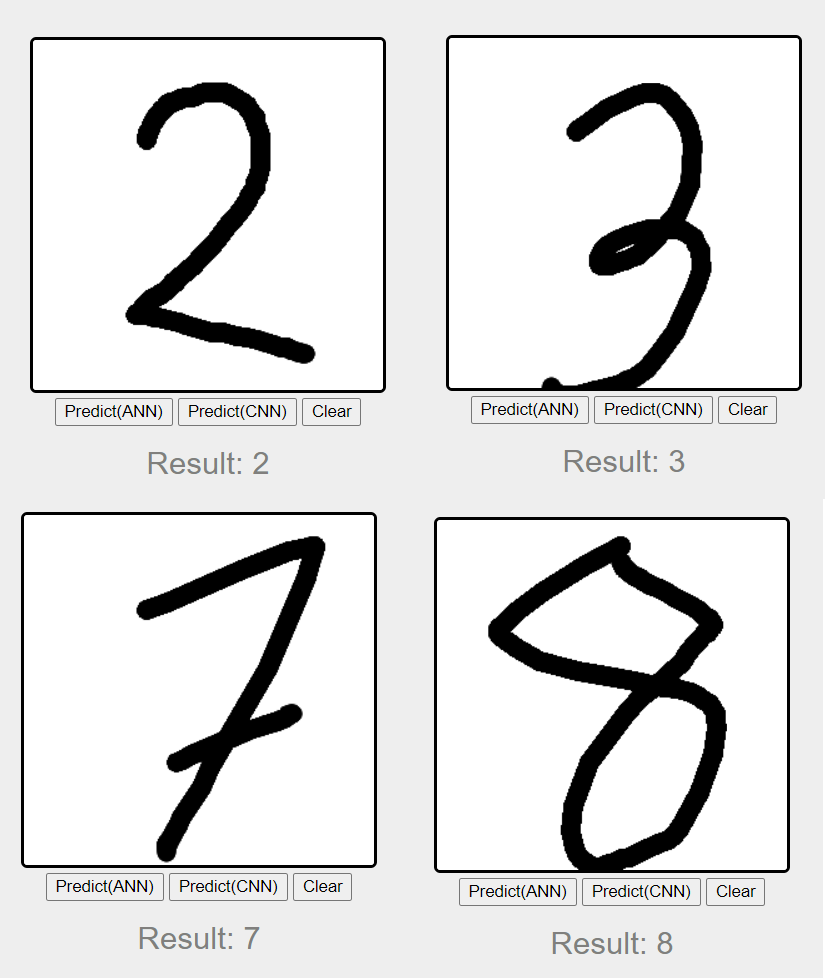 2
Predict(ANN) Predict(CNN) Clear
Result: 2
3
Predict(ANN) Predict(CNN) Clear
Result: 3
7
Predict(ANN) Predict(CNN) Clear
Result: 7
8
Predict(ANN) Predict(CNN) Clear
Result: 8